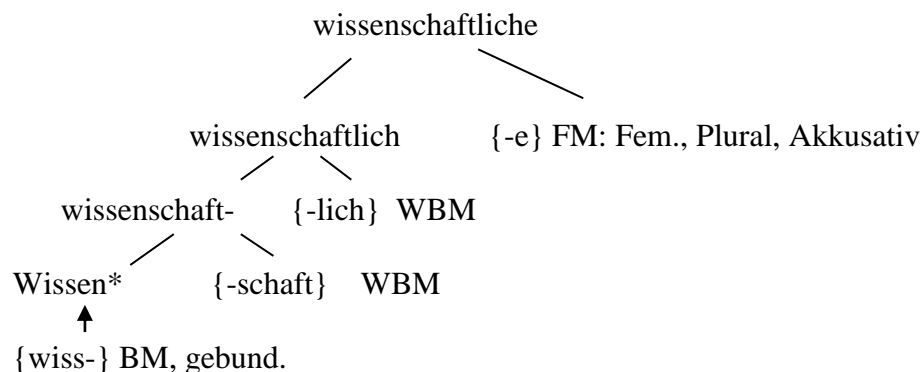 wissenschaftliche
wissenschaftlich {-e} FM: Fem., Plural, Akkusativ
wissenschaft- {-lich} WBM
Wissen* {-schaft} WBM
{wiss-} BM, gebund.